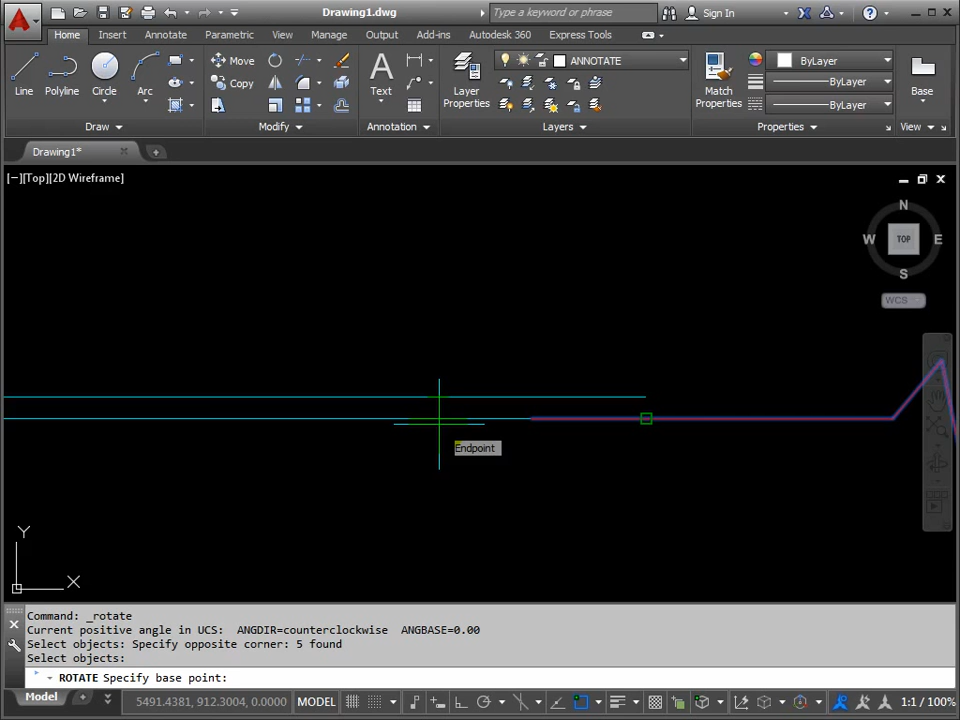 Drawing1.dwg
Type a keyword or phrase
Sign In
Home Insert Annotate Parametric View Manage Output Add-ins Autodesk 360 Express Tools
Line
Polyline
Circle
Arc
Move
Copy
Text
Layer
Properties
ANNOTATE
Match
Properties
ByLayer
ByLayer
ByLayer
Base
Draw Modify Annotation Layers Properties View
Drawing1*
[−][Top][2D Wireframe]
N
W TOP E
S
WCS
Endpoint
Y
X
Command: _rotate
Current positive angle in UCS:  ANGDIR=counterclockwise  ANGBASE=0.00
Select objects: Specify opposite corner: 5 found
Select objects:
ROTATE Specify base point:
Model
5491.4381, 912.3004, 0.0000 MODEL 1:1 / 100%